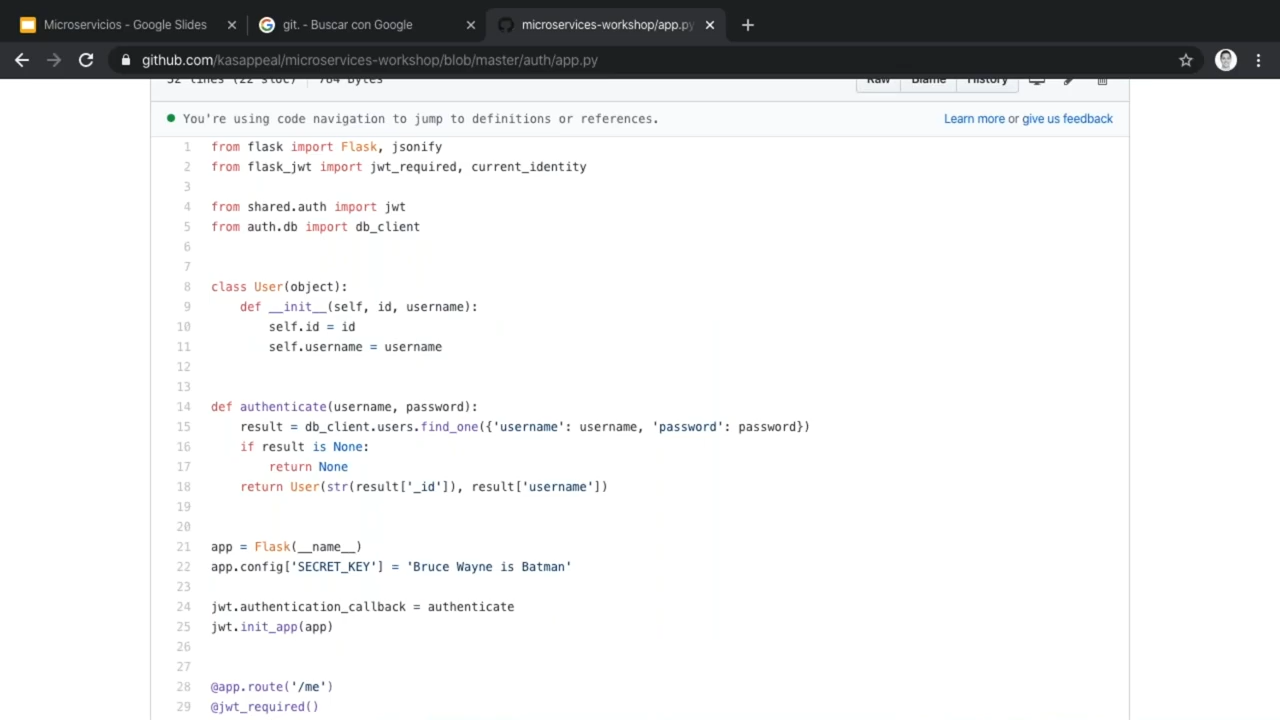 Microservicios - Google Slides
git. - Buscar con Google
microservices-workshop/app.py
github.com/kasappeal/microservices-workshop/blob/master/auth/app.py
32 lines (22 sloc) 764 Bytes
Raw Blame History
You're using code navigation to jump to definitions or references.
Learn more or give us feedback
1 from flask import Flask, jsonify
2 from flask_jwt import jwt_required, current_identity
3
4 from shared.auth import jwt
5 from auth.db import db_client
6
7
8 class User(object):
9 def __init__(self, id, username):
10 self.id = id
11 self.username = username
12
13
14 def authenticate(username, password):
15 result = db_client.users.find_one({'username': username, 'password': password})
16 if result is None:
17 return None
18 return User(str(result['_id']), result['username'])
19
20
21 app = Flask(__name__)
22 app.config['SECRET_KEY'] = 'Bruce Wayne is Batman'
23
24 jwt.authentication_callback = authenticate
25 jwt.init_app(app)
26
27
28 @app.route('/me')
29 @jwt_required()